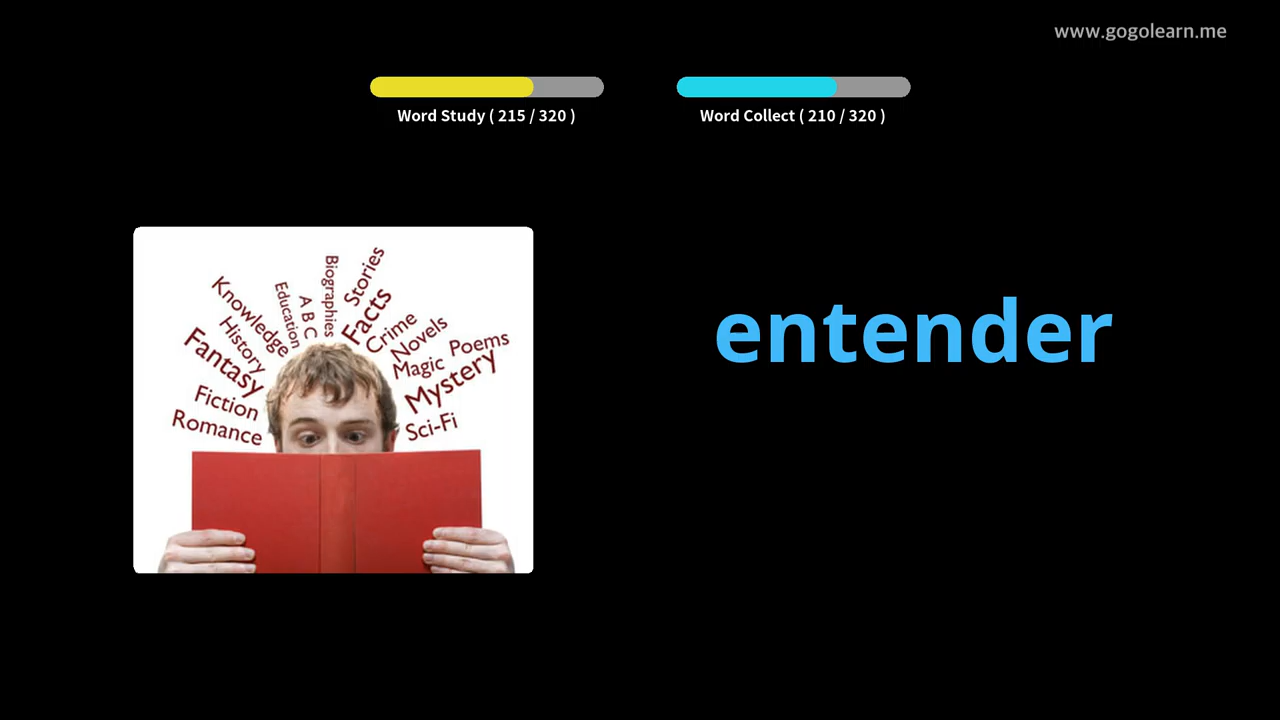 www.gogolearn.me
Word Study ( 215 / 320 )
Word Collect ( 210 / 320 )
Biographies
Stories
Education
A B C
Facts
Knowledge
Crime
History
Novels
Poems
Fantasy
Magic
Mystery
Fiction
Romance
Sci-Fi
entender